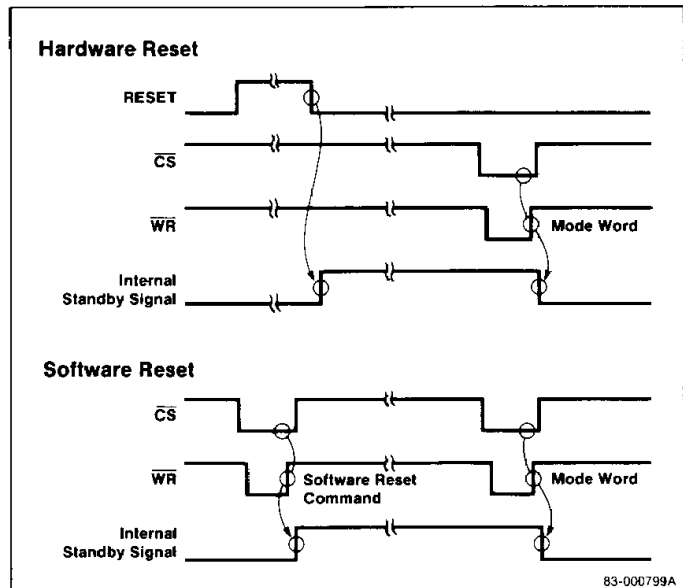 Hardware Reset
RESET
CS
WR
Mode Word
Internal
Standby Signal
Software Reset
CS
WR
Software Reset
Command
Mode Word
Internal
Standby Signal
83-000799A